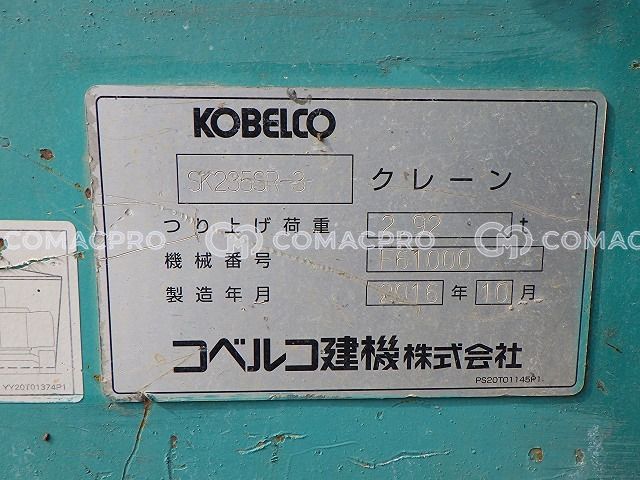 KOBELCO
SK235SR-3 クレーン
つり上げ荷重 2.92 t
機械番号 F61000
製造年月 2016 年 10 月
コベルコ建機株式会社
PS20T01145P1
YY20T01374P1
COMACPRO COMACPRO COMACPRO